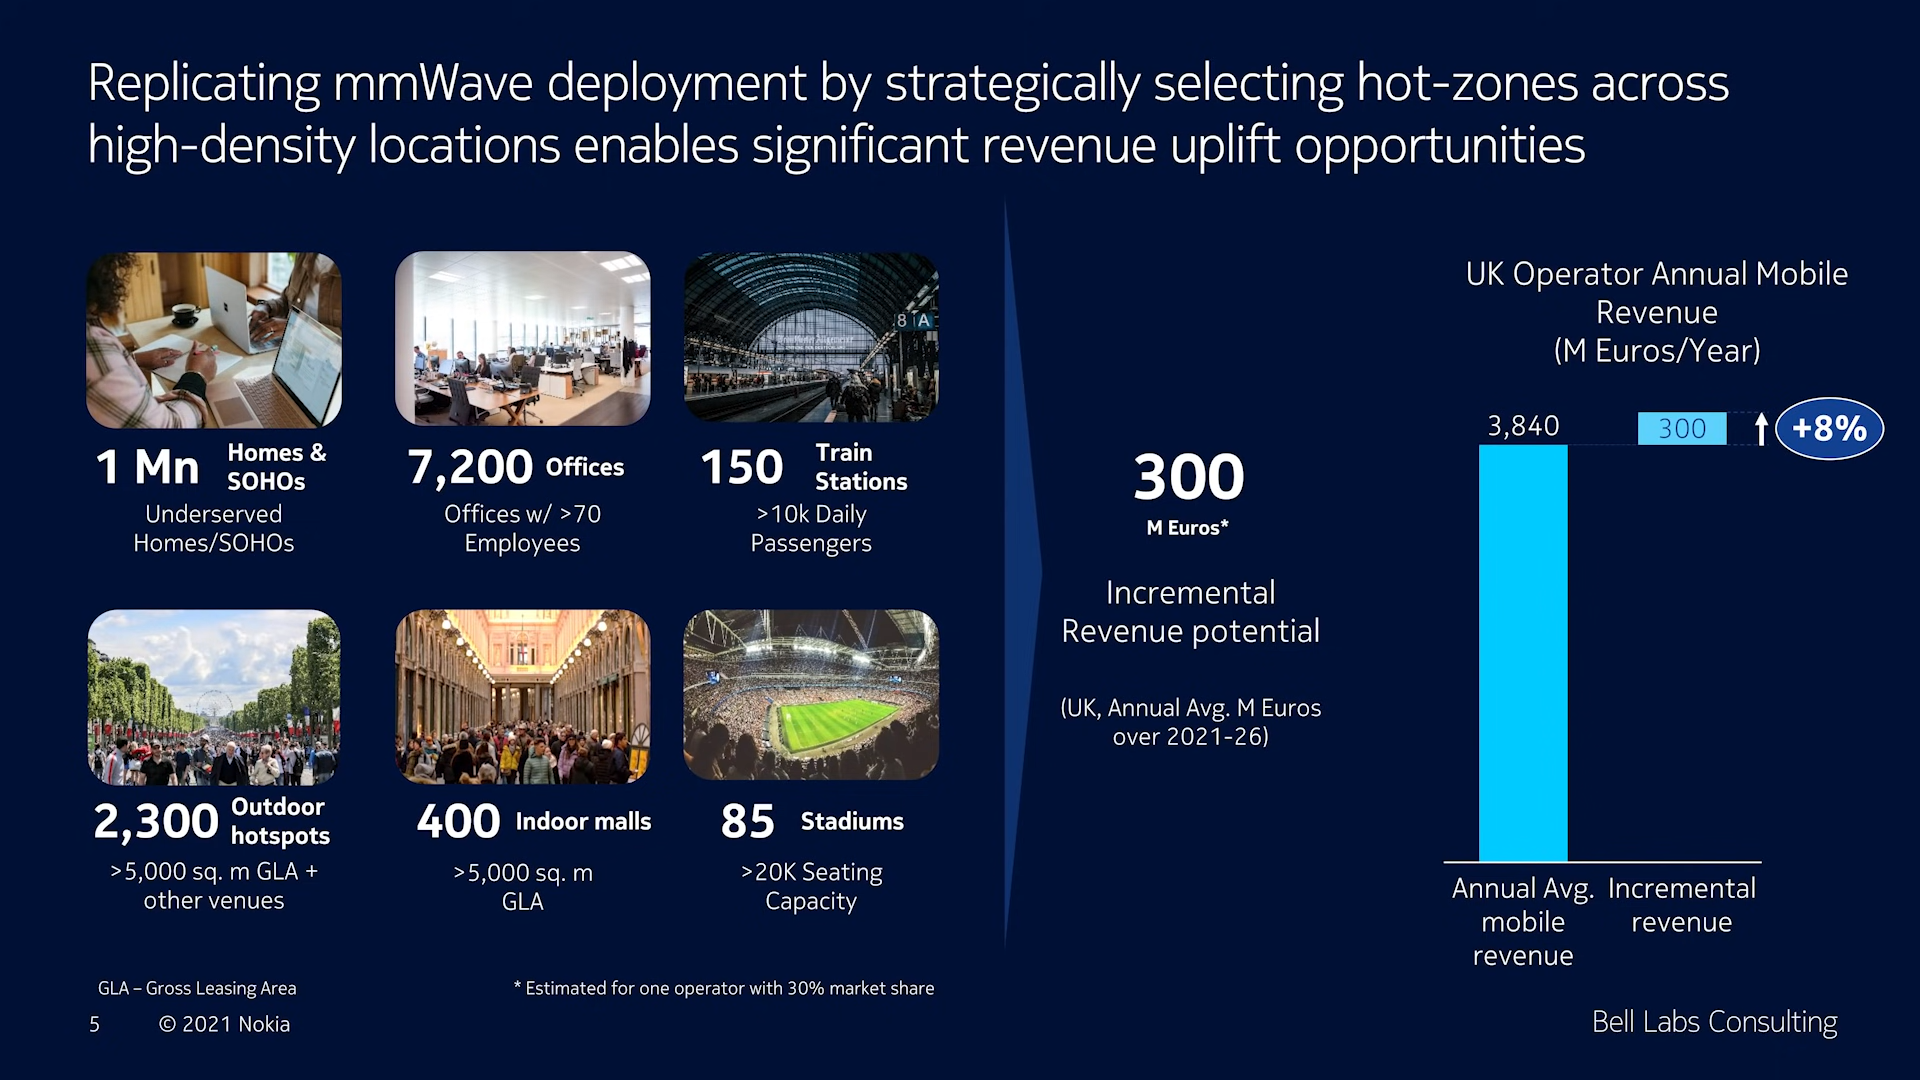 Replicating mmWave deployment by strategically selecting hot-zones across
high-density locations enables significant revenue uplift opportunities
8 A
1 Mn
Homes &
SOHOs
Underserved
Homes/SOHOs
7,200
Offices
Offices w/ >70
Employees
150
Train
Stations
>10k Daily
Passengers
2,300
Outdoor
hotspots
>5,000 sq. m GLA +
other venues
400
Indoor malls
>5,000 sq. m
GLA
85
Stadiums
>20K Seating
Capacity
300
M Euros*
Incremental
Revenue potential
(UK, Annual Avg. M Euros
over 2021-26)
UK Operator Annual Mobile
Revenue
(M Euros/Year)
3,840
300
+8%
Annual Avg.
mobile
revenue
Incremental
revenue
GLA – Gross Leasing Area
* Estimated for one operator with 30% market share
5
© 2021 Nokia
Bell Labs Consulting